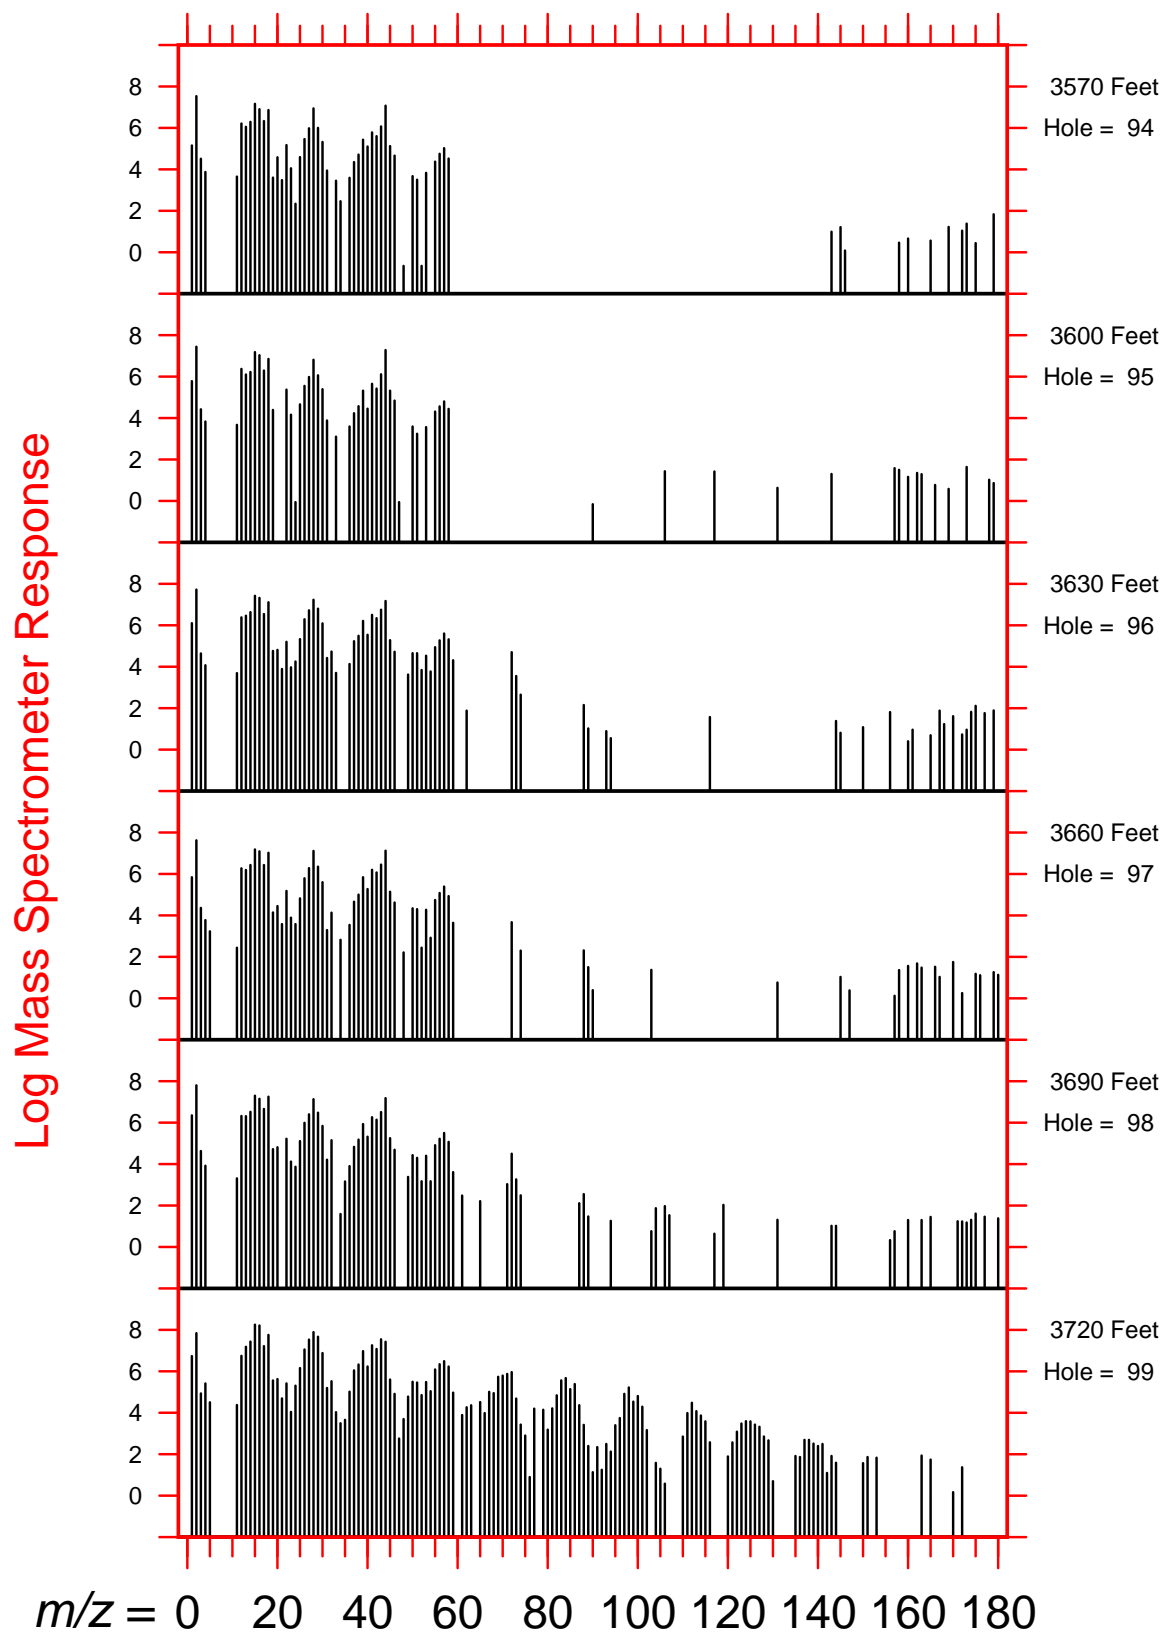 8
6
4
2
0
3570 Feet
Hole = 94
8
6
4
2
0
3600 Feet
Hole = 95
8
6
4
2
0
3630 Feet
Hole = 96
8
6
4
2
0
3660 Feet
Hole = 97
8
6
4
2
0
3690 Feet
Hole = 98
8
6
4
2
0
3720 Feet
Hole = 99
Log Mass Spectrometer Response
m/z = 0 20 40 60 80 100 120 140 160 180